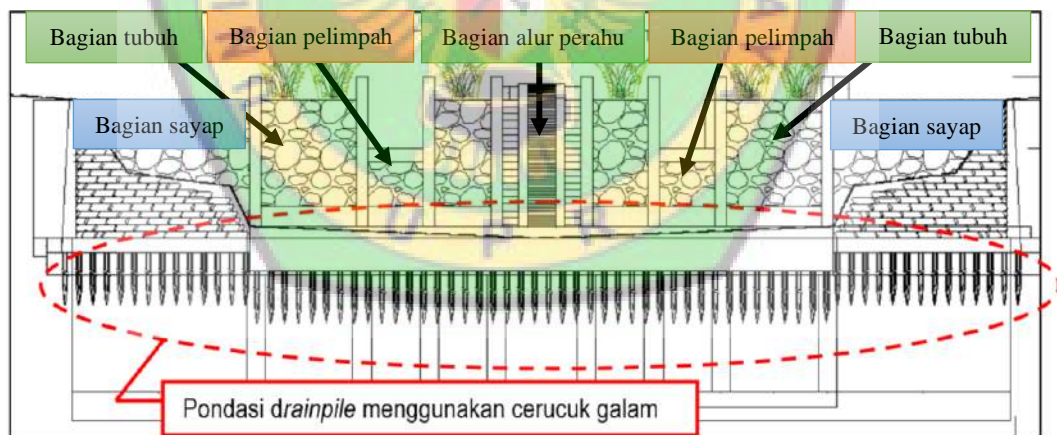 Bagian tubuh
Bagian pelimpah
Bagian alur perahu
Bagian pelimpah
Bagian tubuh
Bagian sayap
Bagian sayap
U P R
Pondasi drainpile menggunakan cerucuk galam